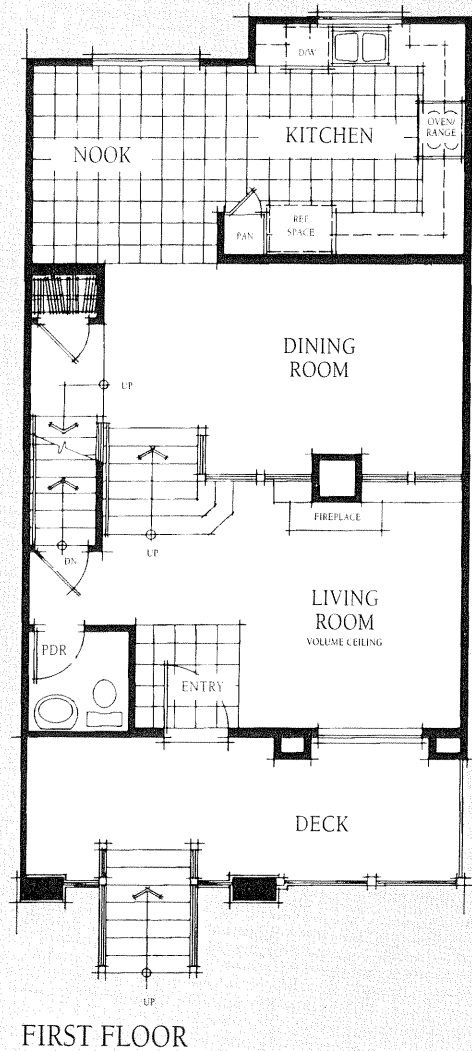 D/W
OVEN/
RANGE
KITCHEN
NOOK
PAN
REF
SPACE
DINING
ROOM
UP
FIREPLACE
DN
UP
LIVING
ROOM
VOLUME CEILING
PDR
ENTRY
DECK
UP
FIRST FLOOR